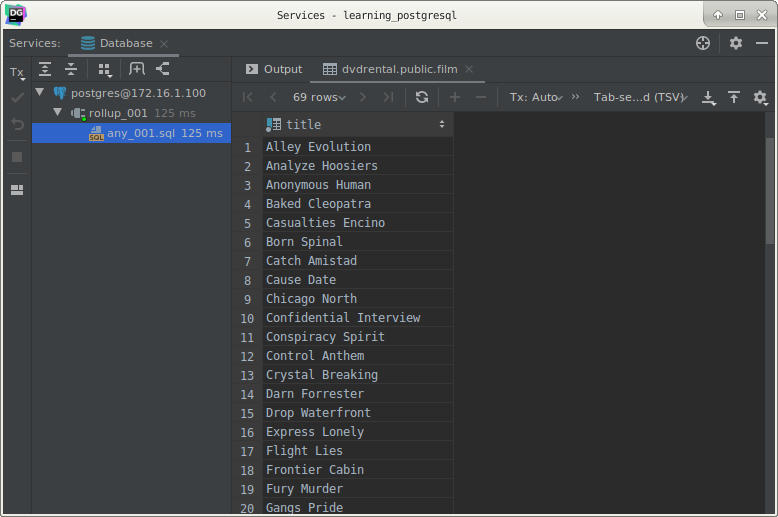 DG
Services - learning_postgresql
Services:
Database
Tx
postgres@172.16.1.100
rollup_001 125 ms
SQL
any_001.sql 125 ms
Output
dvdrental.public.film
69 rows
Tx: Auto
Tab-se...d (TSV)
title
1 Alley Evolution
2 Analyze Hoosiers
3 Anonymous Human
4 Baked Cleopatra
5 Casualties Encino
6 Born Spinal
7 Catch Amistad
8 Cause Date
9 Chicago North
10 Confidential Interview
11 Conspiracy Spirit
12 Control Anthem
13 Crystal Breaking
14 Darn Forrester
15 Drop Waterfront
16 Express Lonely
17 Flight Lies
18 Frontier Cabin
19 Fury Murder
20 Gangs Pride